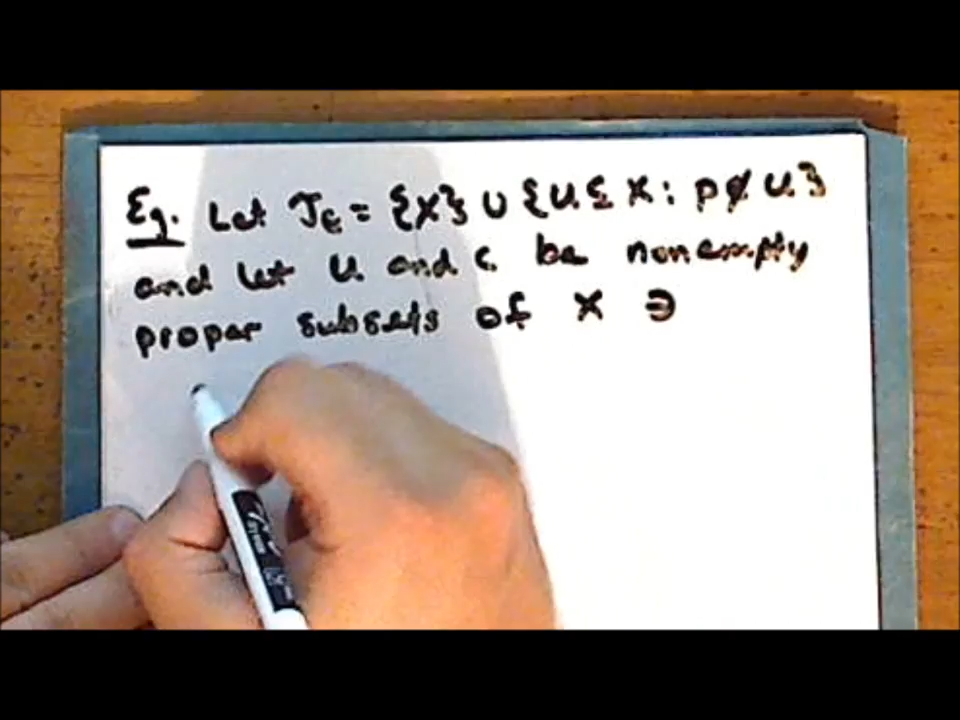 Eg. Let 𝒯_E = {X} ∪ {U ⊆ X : p ∉ U}
and let U and C be nonempty
proper subsets of X ∋